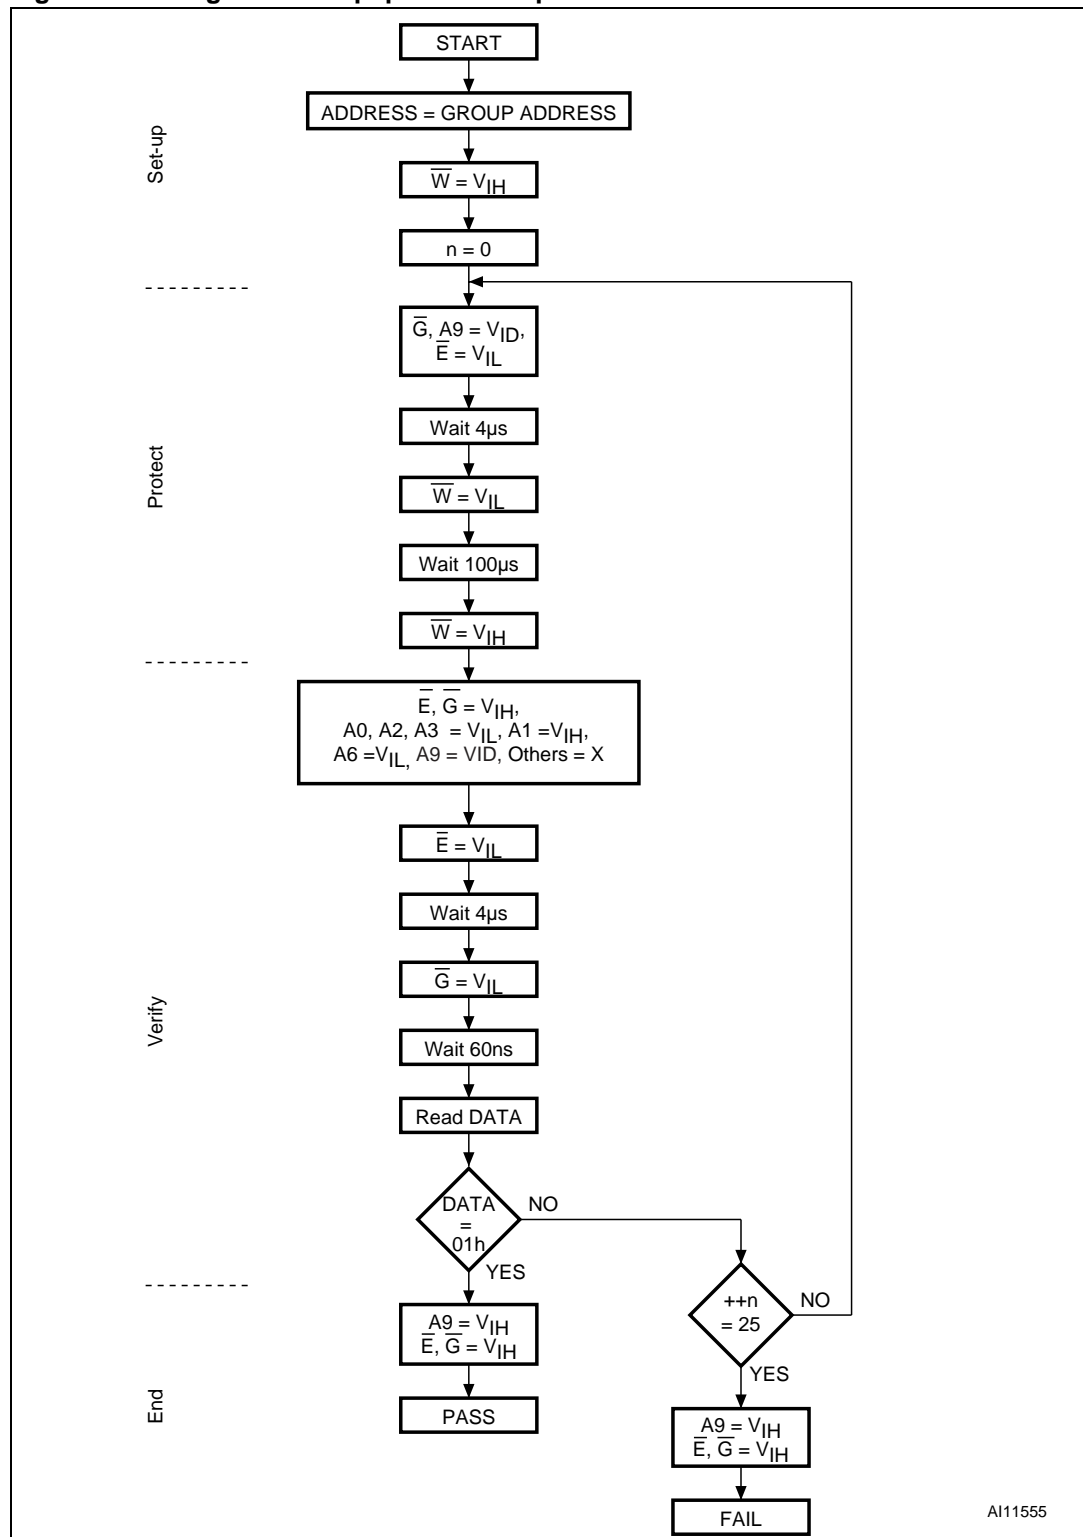 START
ADDRESS = GROUP ADDRESS
Set-up
W̅ = VIH
n = 0
G̅, A9 = VID,
E̅ = VIL
Wait 4µs
Protect
W̅ = VIL
Wait 100µs
W̅ = VIH
E̅, G̅ = VIH,
A0, A2, A3 = VIL, A1 =VIH,
A6 =VIL, A9 = VID, Others = X
E̅ = VIL
Wait 4µs
G̅ = VIL
Verify
Wait 60ns
Read DATA
DATA
=
01h
NO
YES
++n
= 25
NO
YES
A9 = VIH
E̅, G̅ = VIH
End
PASS
A9 = VIH
E̅, G̅ = VIH
FAIL
AI11555